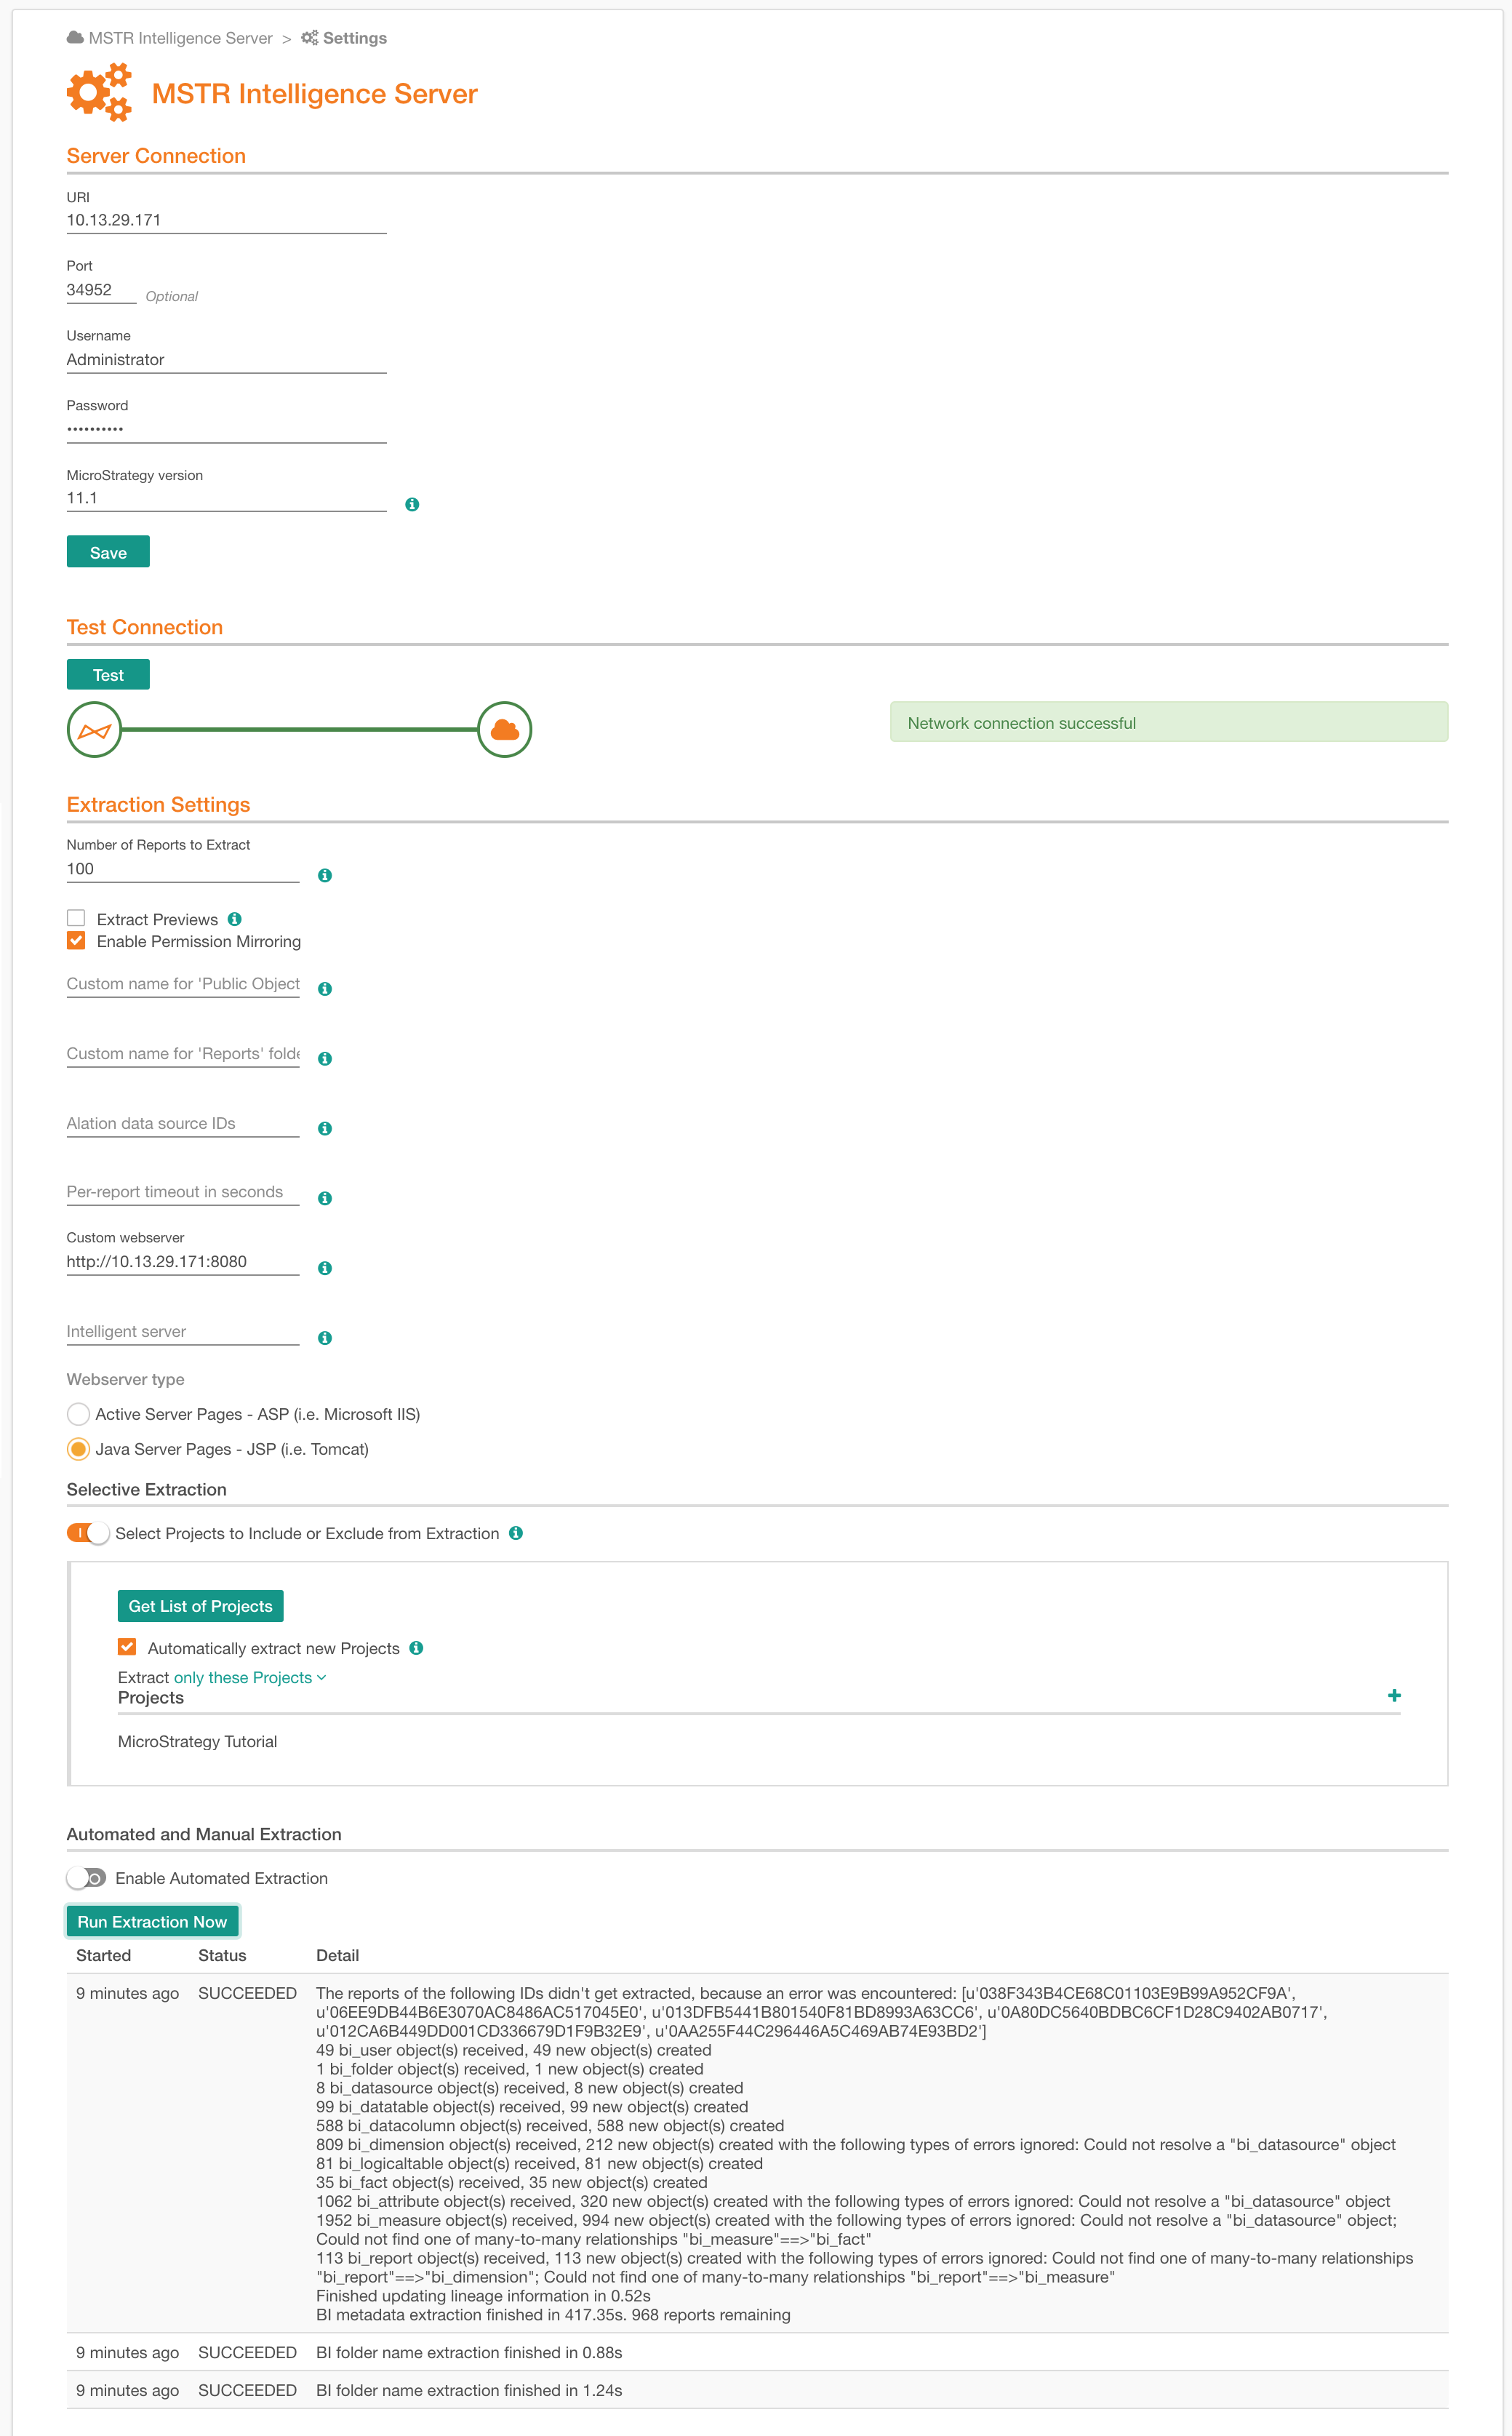 MSTR Intelligence Server > Settings
MSTR Intelligence Server
Server Connection
URI
10.13.29.171
Port
34952 Optional
Username
Administrator
Password
••••••••••
MicroStrategy version
11.1
Save
Test Connection
Test
Network connection successful
Extraction Settings
Number of Reports to Extract
100
Extract Previews
Enable Permission Mirroring
Custom name for 'Public Object
Custom name for 'Reports' folde
Alation data source IDs
Per-report timeout in seconds
Custom webserver
http://10.13.29.171:8080
Intelligent server
Webserver type
Active Server Pages - ASP (i.e. Microsoft IIS)
Java Server Pages - JSP (i.e. Tomcat)
Selective Extraction
Select Projects to Include or Exclude from Extraction
Get List of Projects
Automatically extract new Projects
Extract only these Projects
Projects
MicroStrategy Tutorial
Automated and Manual Extraction
Enable Automated Extraction
Run Extraction Now
Started Status Detail
9 minutes ago SUCCEEDED The reports of the following IDs didn't get extracted, because an error was encountered: [u'038F343B4CE68C01103E9B99A952CF9A',
u'06EE9DB44B6E3070AC8486AC517045E0', u'013DFB5441B801540F81BD8993A63CC6', u'0A80DC5640BDBC6CF1D28C9402AB0717',
u'012CA6B449DD001CD336679D1F9B32E9', u'0AA255F44C296446A5C469AB74E93BD2']
49 bi_user object(s) received, 49 new object(s) created
1 bi_folder object(s) received, 1 new object(s) created
8 bi_datasource object(s) received, 8 new object(s) created
99 bi_datatable object(s) received, 99 new object(s) created
588 bi_datacolumn object(s) received, 588 new object(s) created
809 bi_dimension object(s) received, 212 new object(s) created with the following types of errors ignored: Could not resolve a "bi_datasource" object
81 bi_logicaltable object(s) received, 81 new object(s) created
35 bi_fact object(s) received, 35 new object(s) created
1062 bi_attribute object(s) received, 320 new object(s) created with the following types of errors ignored: Could not resolve a "bi_datasource" object
1952 bi_measure object(s) received, 994 new object(s) created with the following types of errors ignored: Could not resolve a "bi_datasource" object;
Could not find one of many-to-many relationships "bi_measure"==>"bi_fact"
113 bi_report object(s) received, 113 new object(s) created with the following types of errors ignored: Could not find one of many-to-many relationships
"bi_report"==>"bi_dimension"; Could not find one of many-to-many relationships "bi_report"==>"bi_measure"
Finished updating lineage information in 0.52s
BI metadata extraction finished in 417.35s. 968 reports remaining
9 minutes ago SUCCEEDED BI folder name extraction finished in 0.88s
9 minutes ago SUCCEEDED BI folder name extraction finished in 1.24s